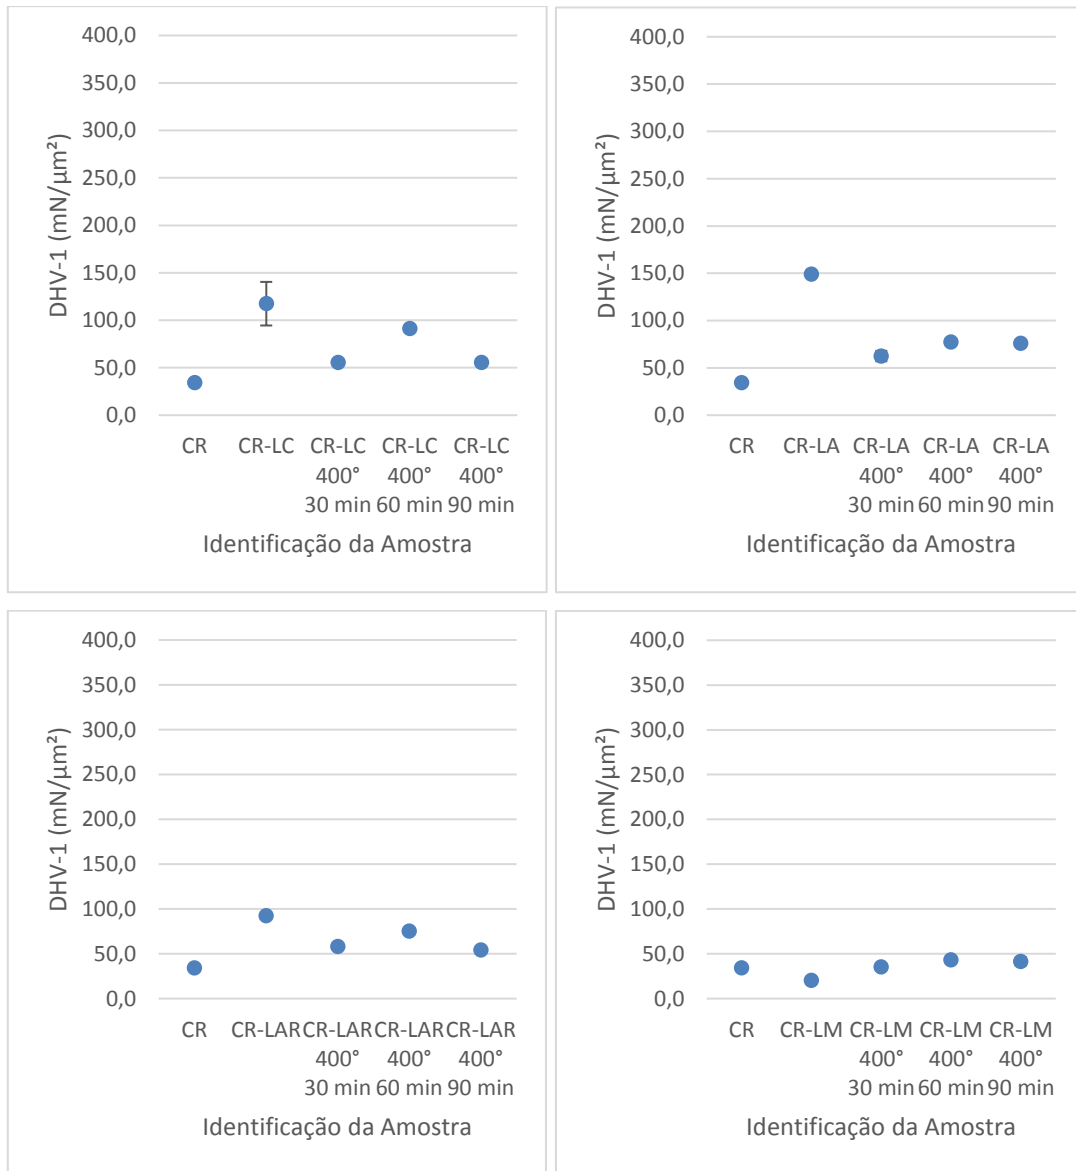 400,0
350,0
300,0
250,0
200,0
150,0
100,0
50,0
0,0
DHV-1 (mN/µm²)
CR CR-LC CR-LC CR-LC CR-LC
400° 400° 400°
30 min 60 min 90 min
Identificação da Amostra
400,0
350,0
300,0
250,0
200,0
150,0
100,0
50,0
0,0
DHV-1 (mN/µm²)
CR CR-LA CR-LA CR-LA CR-LA
400° 400° 400°
30 min 60 min 90 min
Identificação da Amostra
400,0
350,0
300,0
250,0
200,0
150,0
100,0
50,0
0,0
DHV-1 (mN/µm²)
CR CR-LAR CR-LAR CR-LAR CR-LAR
400° 400° 400°
30 min 60 min 90 min
Identificação da Amostra
400,0
350,0
300,0
250,0
200,0
150,0
100,0
50,0
0,0
DHV-1 (mN/µm²)
CR CR-LM CR-LM CR-LM CR-LM
400° 400° 400°
30 min 60 min 90 min
Identificação da Amostra